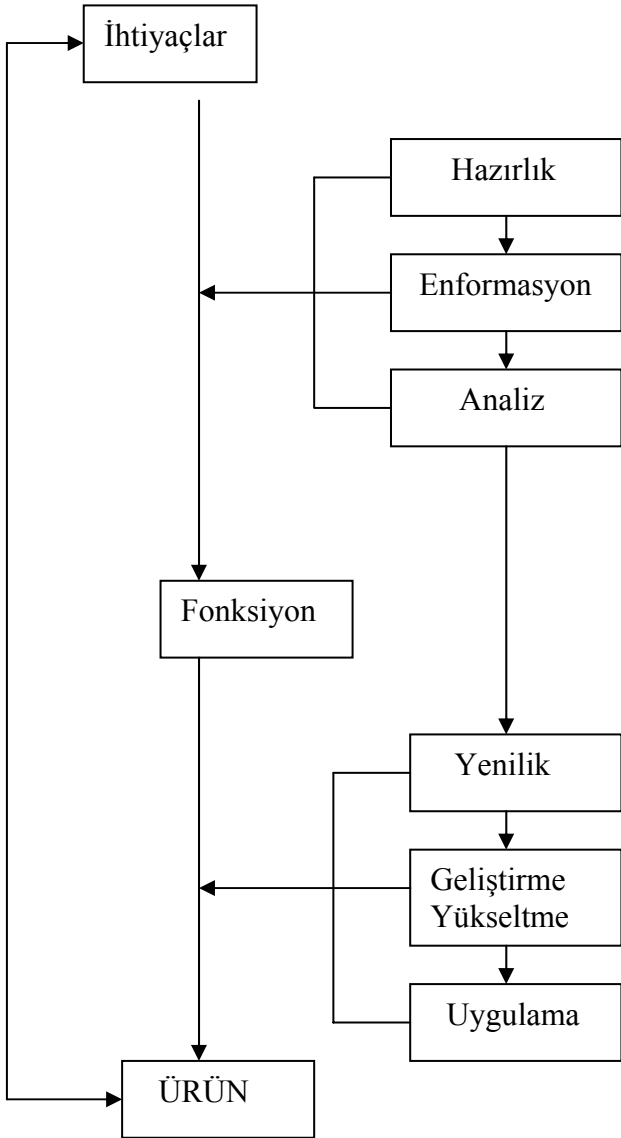 İhtiyaçlar
Hazırlık
Enformasyon
Analiz
Fonksiyon
Yenilik
Geliştirme
Yükseltme
Uygulama
ÜRÜN